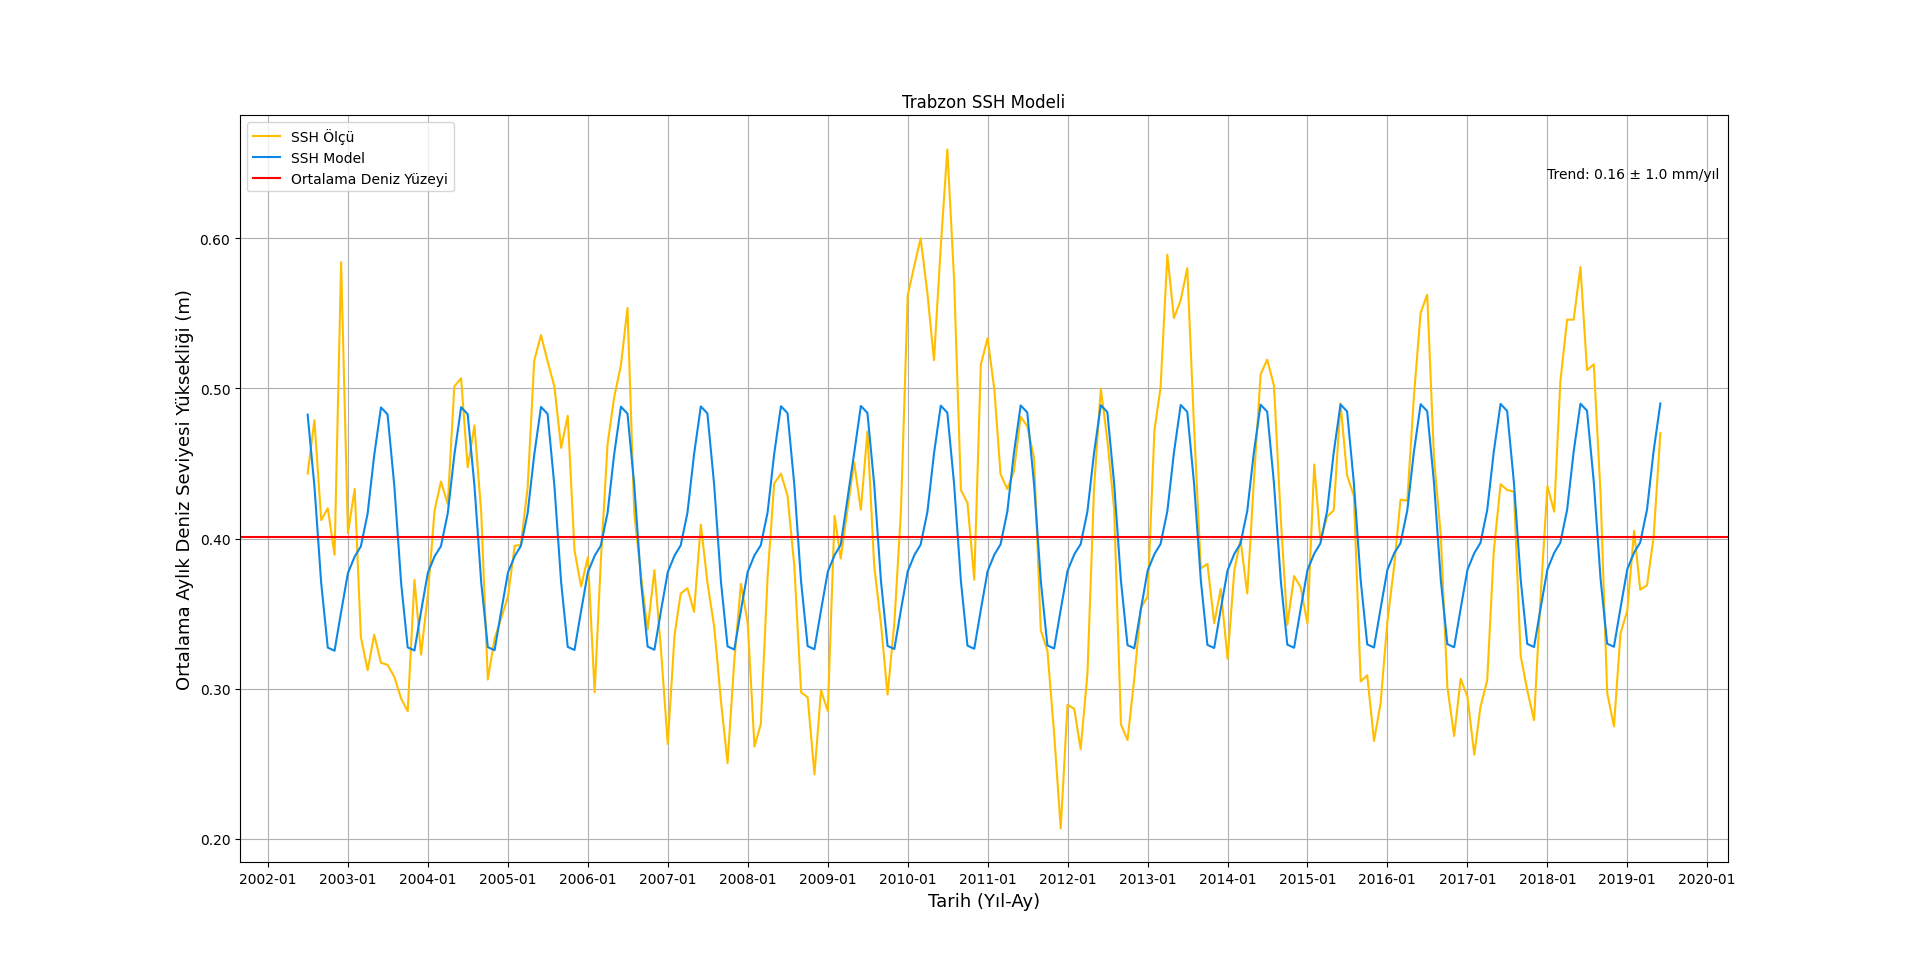 Trabzon SSH Modeli
SSH Ölçü
SSH Model
Ortalama Deniz Yüzeyi
Trend: 0.16 ± 1.0 mm/yıl
Ortalama Aylık Deniz Seviyesi Yüksekliği (m)
0.60
0.50
0.40
0.30
0.20
2002-01 2003-01 2004-01 2005-01 2006-01 2007-01 2008-01 2009-01 2010-01 2011-01 2012-01 2013-01 2014-01 2015-01 2016-01 2017-01 2018-01 2019-01 2020-01
Tarih (Yıl-Ay)